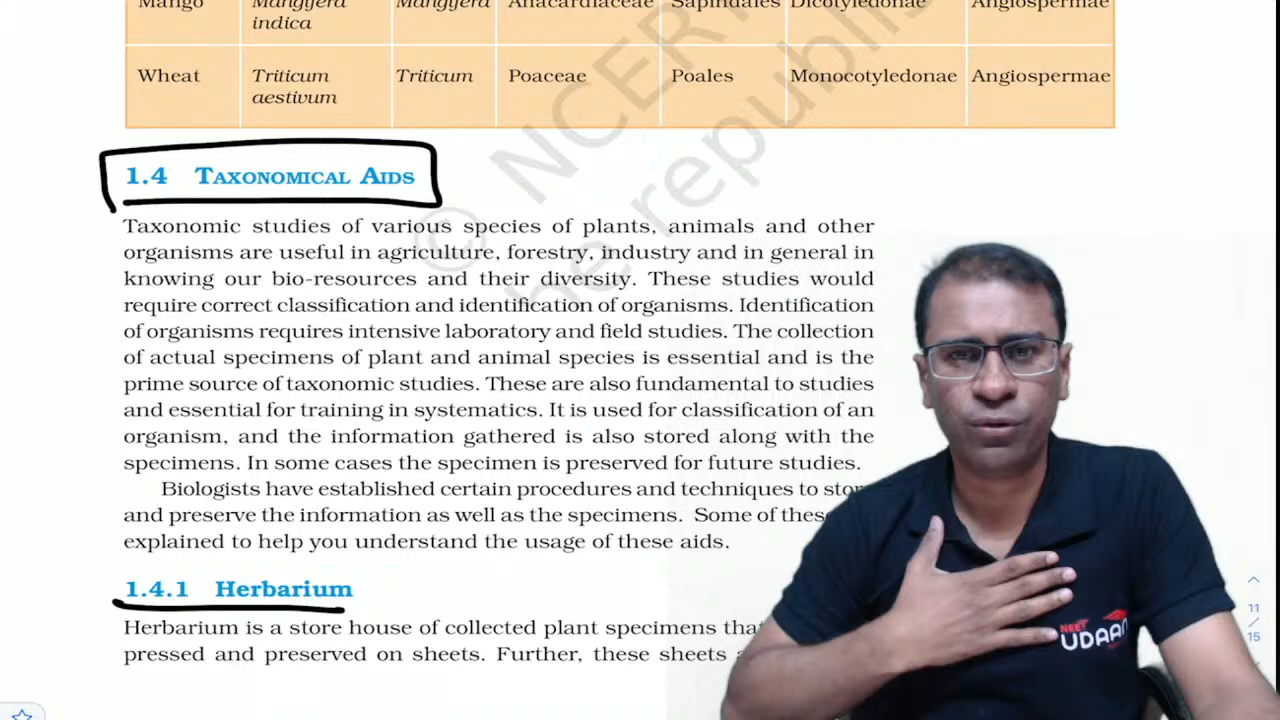 Mango Mangifera Mangifera Anacardiaceae Sapindales Dicotyledonae Angiospermae
indica
Wheat Triticum Triticum Poaceae Poales Monocotyledonae Angiospermae
aestivum
© NCERT
be republis
1.4 TAXONOMICAL AIDS
Taxonomic studies of various species of plants, animals and other
organisms are useful in agriculture, forestry, industry and in general in
knowing our bio-resources and their diversity. These studies would
require correct classification and identification of organisms. Identification
of organisms requires intensive laboratory and field studies. The collection
of actual specimens of plant and animal species is essential and is the
prime source of taxonomic studies. These are also fundamental to studies
and essential for training in systematics. It is used for classification of an
organism, and the information gathered is also stored along with the
specimens. In some cases the specimen is preserved for future studies.
Biologists have established certain procedures and techniques to stor
and preserve the information as well as the specimens. Some of these
explained to help you understand the usage of these aids.
1.4.1 Herbarium
Herbarium is a store house of collected plant specimens tha
pressed and preserved on sheets. Further, these sheets
NEET
UDAAN
11
/
15